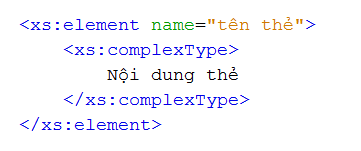 <xs:element name="tên thẻ">
<xs:complexType>
Nội dung thẻ
</xs:complexType>
</xs:element>